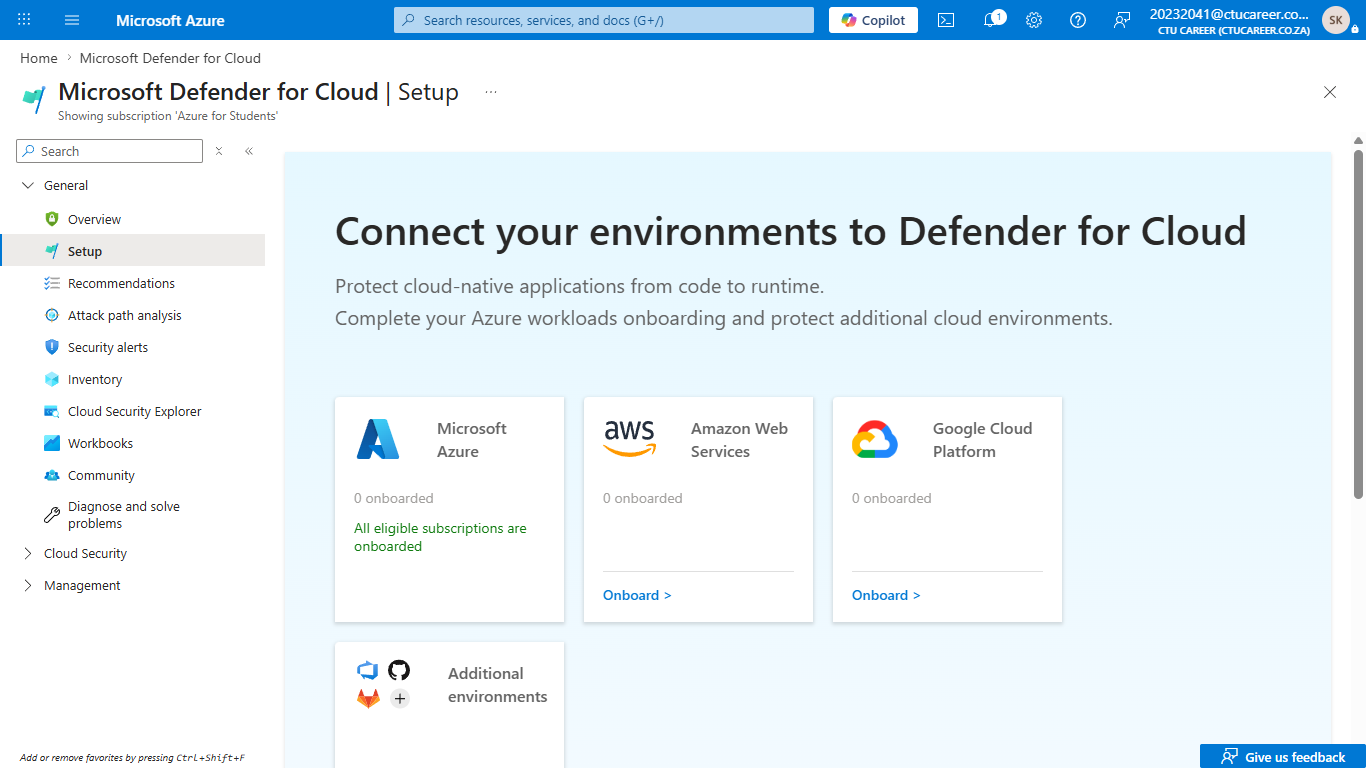 Microsoft Azure
Search resources, services, and docs (G+/)
Copilot
1
20232041@ctucareer.co...
CTU CAREER (CTUCAREER.CO.ZA)
SK
Home > Microsoft Defender for Cloud
Microsoft Defender for Cloud | Setup ...
Showing subscription 'Azure for Students'
Search
General
Overview
Setup
Recommendations
Attack path analysis
Security alerts
Inventory
Cloud Security Explorer
Workbooks
Community
Diagnose and solve
problems
Cloud Security
Management
Add or remove favorites by pressing Ctrl+Shift+F
Connect your environments to Defender for Cloud
Protect cloud-native applications from code to runtime.
Complete your Azure workloads onboarding and protect additional cloud environments.
Microsoft
Azure
0 onboarded
All eligible subscriptions are
onboarded
aws
Amazon Web
Services
0 onboarded
Onboard >
Google Cloud
Platform
0 onboarded
Onboard >
Additional
environments
Give us feedback